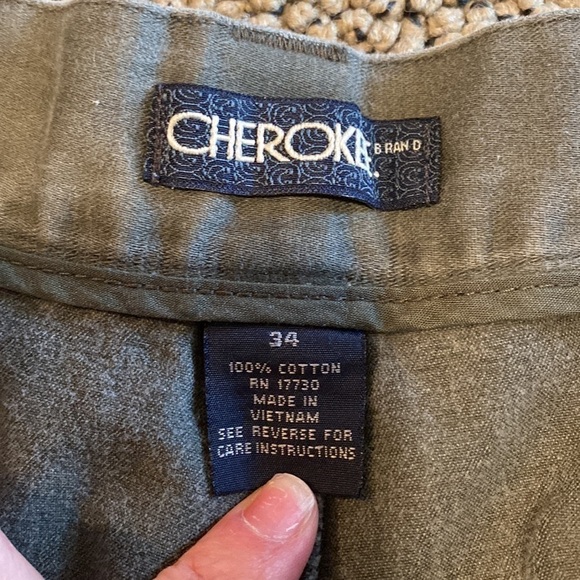 CHEROKEE. BRAND
34
100% COTTON
RN 17730
MADE IN
VIETNAM
SEE REVERSE FOR
CARE INSTRUCTIONS